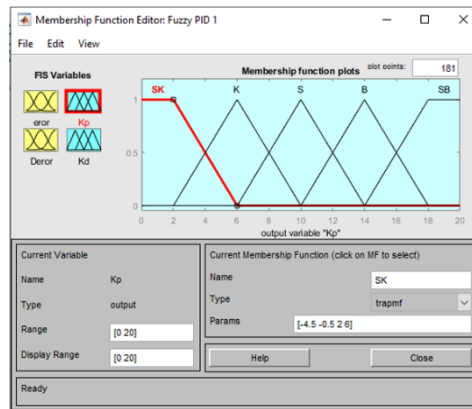 Membership Function Editor: Fuzzy PID 1
File Edit View
FIS Variables
eror Kp
Deror Kd
Membership function plots plot points: 181
SK K S B SB
1
0.5
0
0 2 4 6 8 10 12 14 16 18 20
output variable "Kp"
Current Variable
Name Kp
Type output
Range [0 20]
Display Range [0 20]
Current Membership Function (click on MF to select)
Name SK
Type trapmf
Params [-4.5 -0.5 2 6]
Help Close
Ready